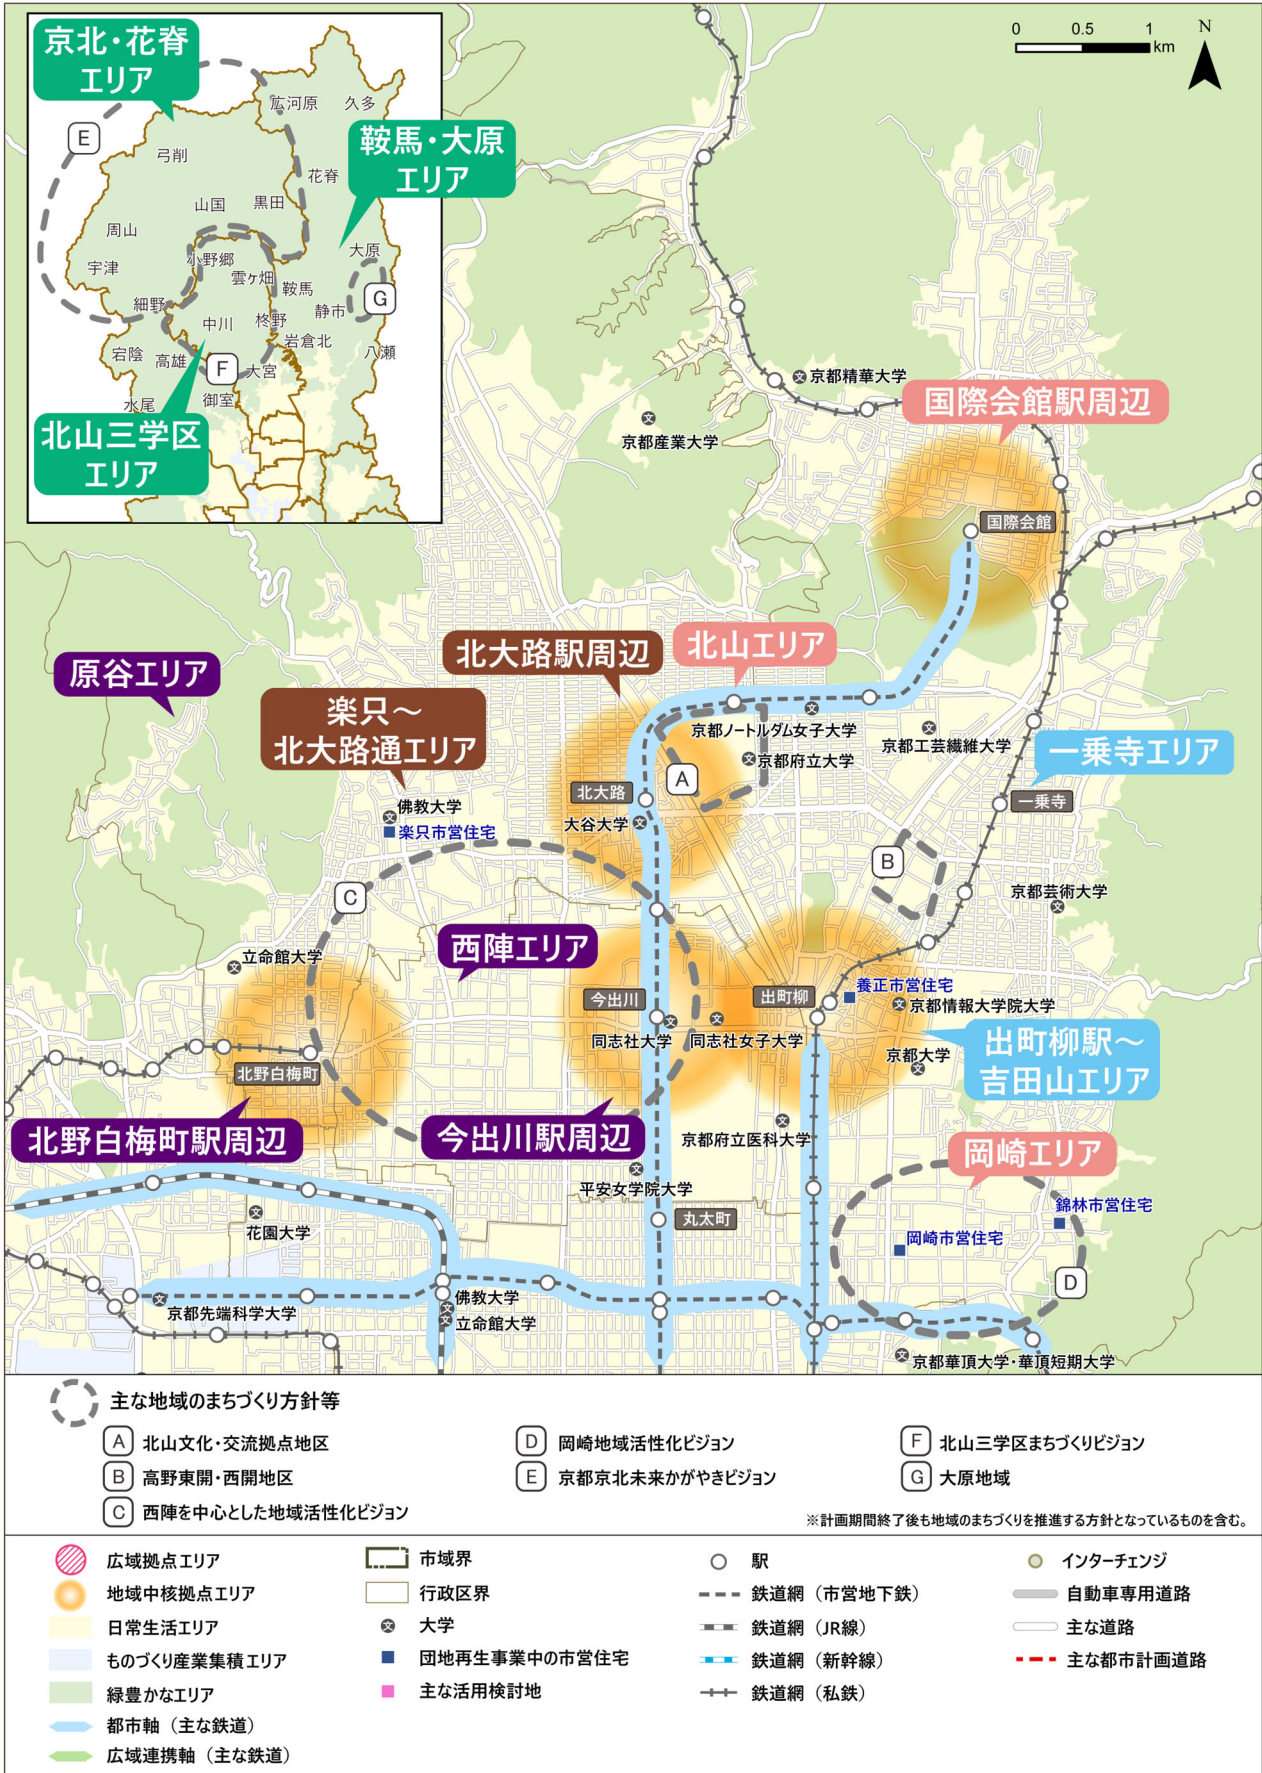 京北・花脊
エリア
E
広河原
久多
弓削
鞍馬・大原
エリア
花脊
山国
黒田
周山
大原
宇津
小野郷
雲ヶ畑
鞍馬
G
細野
静市
中川
柊野
岩倉北
宕陰
高雄
F
大宮
八瀬
水尾
御室
北山三学区
エリア
0
0.5
1
km
N
京都精華大学
国際会館駅周辺
京都産業大学
国際会館
北大路駅周辺
北山エリア
原谷エリア
楽只～
北大路通エリア
京都ノートルダム女子大学
京都工芸繊維大学
一乗寺エリア
京都府立大学
A
北大路
一乗寺
佛教大学
楽只市営住宅
大谷大学
B
C
京都芸術大学
西陣エリア
立命館大学
今出川
出町柳
養正市営住宅
京都情報大学院大学
同志社大学
同志社女子大学
出町柳駅～
吉田山エリア
京都大学
北野白梅町
北野白梅町駅周辺
今出川駅周辺
京都府立医科大学
岡崎エリア
平安女学院大学
錦林市営住宅
花園大学
丸太町
岡崎市営住宅
D
佛教大学
京都先端科学大学
立命館大学
京都華頂大学・華頂短期大学
主な地域のまちづくり方針等
A 北山文化・交流拠点地区
D 岡崎地域活性化ビジョン
F 北山三学区まちづくりビジョン
B 高野東開・西開地区
E 京都京北未来かがやきビジョン
G 大原地域
C 西陣を中心とした地域活性化ビジョン
※計画期間終了後も地域のまちづくりを推進する方針となっているものを含む。
広域拠点エリア
市域界
駅
インターチェンジ
地域中核拠点エリア
行政区界
鉄道網（市営地下鉄）
自動車専用道路
日常生活エリア
大学
鉄道網（JR線）
主な道路
ものづくり産業集積エリア
団地再生事業中の市営住宅
鉄道網（新幹線）
主な都市計画道路
緑豊かなエリア
主な活用検討地
鉄道網（私鉄）
都市軸（主な鉄道）
広域連携軸（主な鉄道）